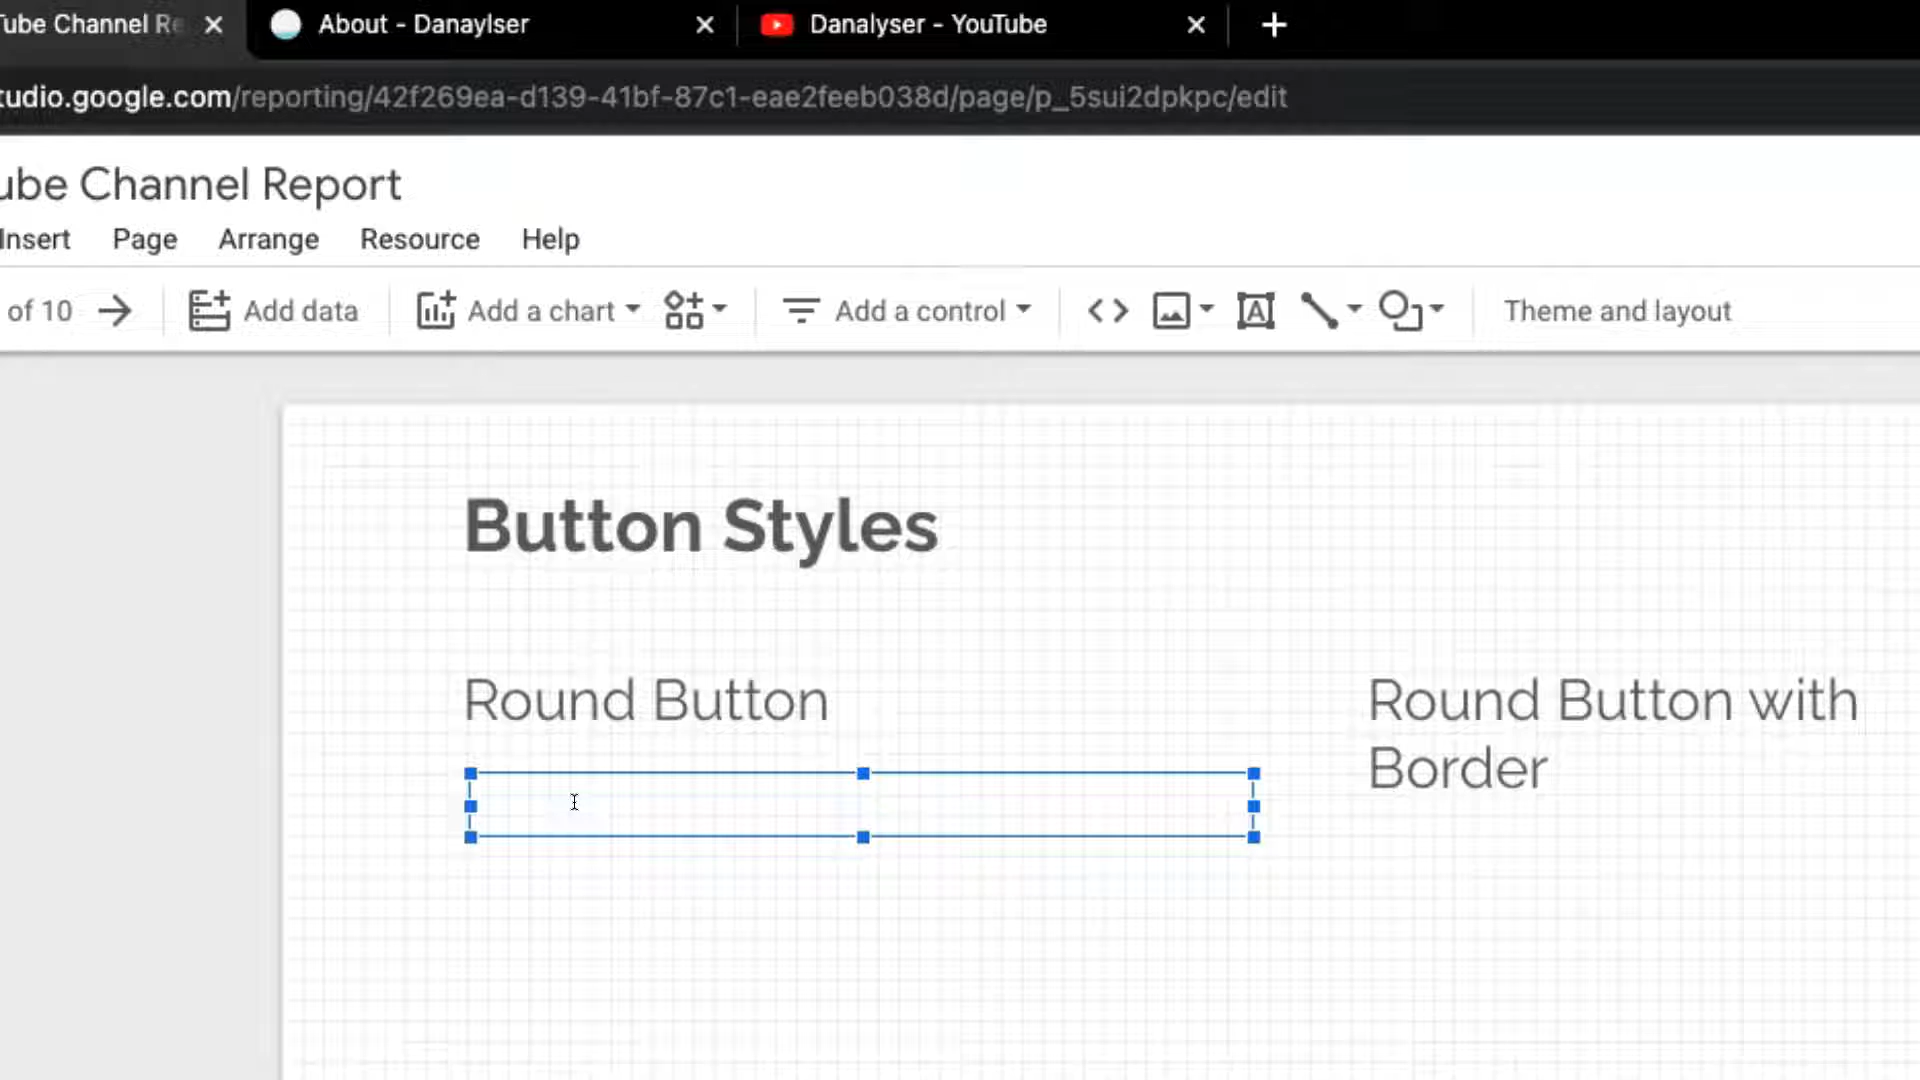 Tube Channel Re
About - Danaylser
Danalyser - YouTube
tudio.google.com/reporting/42f269ea-d139-41bf-87c1-eae2feeb038d/page/p_5sui2dpkpc/edit
ube Channel Report
Insert Page Arrange Resource Help
of 10 Add data Add a chart Add a control Theme and layout
Button Styles
Round Button
Round Button with
Border